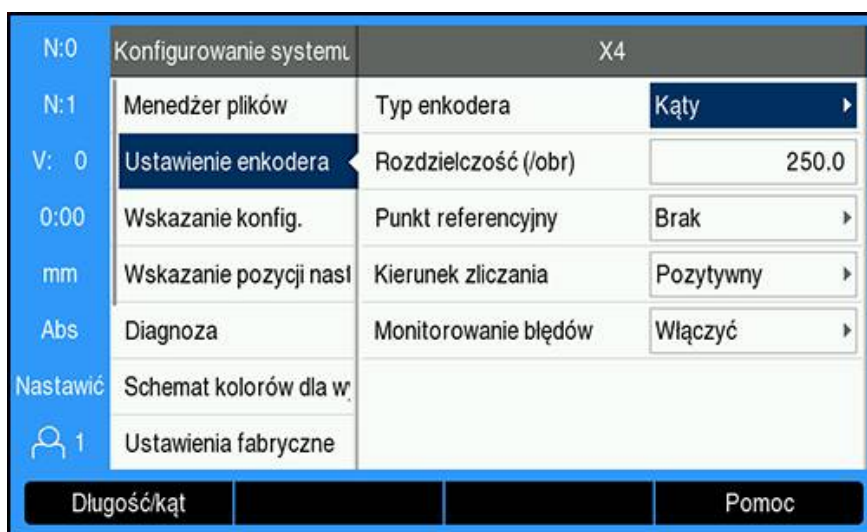 N:0 Konfigurowanie systemu X4
N:1 Menedżer plików Typ enkodera Kąty
V: 0 Ustawienie enkodera Rozdzielczość (/obr) 250.0
0:00 Wskazanie konfig. Punkt referencyjny Brak
mm Wskazanie pozycji nast Kierunek zliczania Pozytywny
Abs Diagnoza Monitorowanie błędów Włączyć
Nastawić Schemat kolorów dla wy
1 Ustawienia fabryczne
Długość/kąt Pomoc